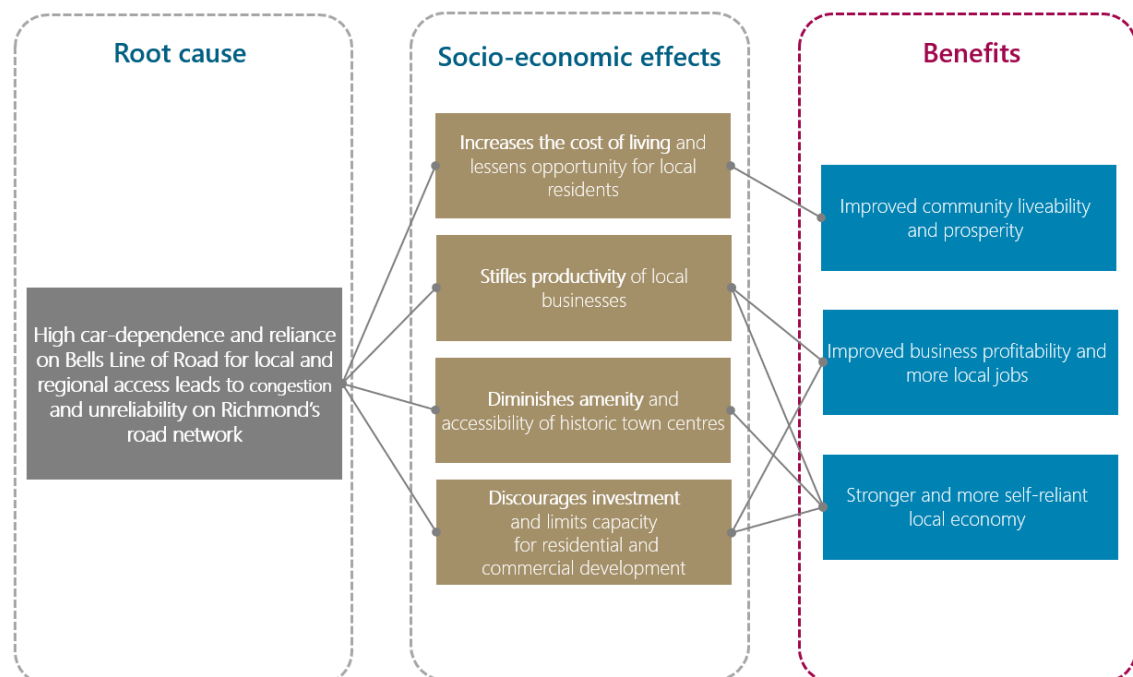 Root cause
High car-dependence and reliance
on Bells Line of Road for local and
regional access leads to congestion
and unreliability on Richmond's
road network
Socio-economic effects
Increases the cost of living and
lessens opportunity for local
residents
Stifles productivity of local
businesses
Diminishes amenity and
accessibility of historic town centres
Discourages investment
and limits capacity
for residential and
commercial development
Benefits
Improved community liveability
and prosperity
Improved business profitability and
more local jobs
Stronger and more self-reliant
local economy